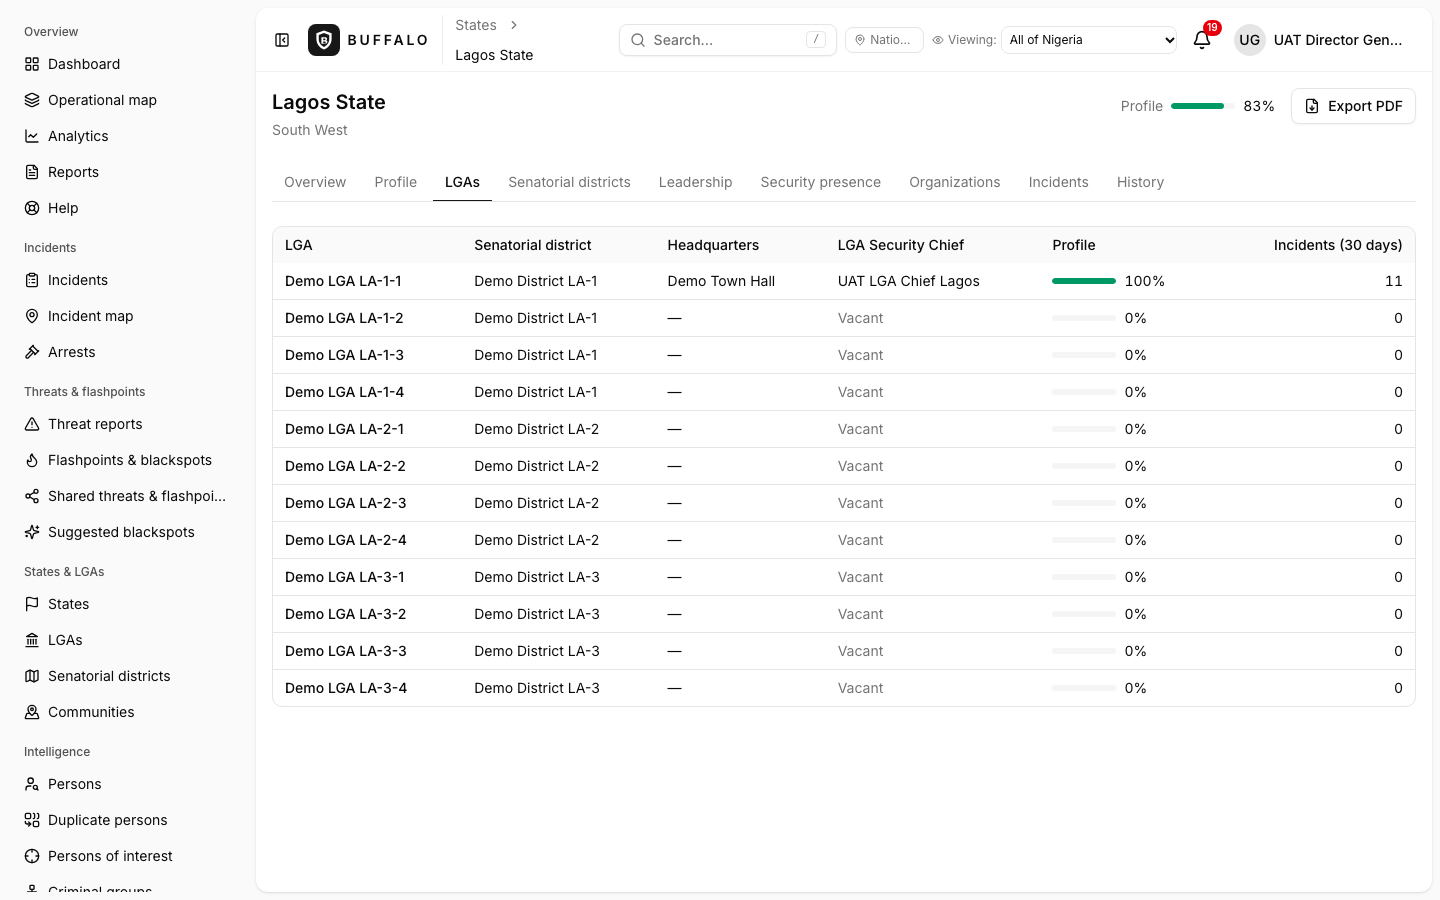 Overview
Dashboard
Operational map
Analytics
Reports
Help
Incidents
Incidents
Incident map
Arrests
Threats & flashpoints
Threat reports
Flashpoints & blackspots
Shared threats & flashpoi...
Suggested blackspots
States & LGAs
States
LGAs
Senatorial districts
Communities
Intelligence
Persons
Duplicate persons
Persons of interest
Criminal groups
BUFFALO
States
Lagos State
Search...
/
Natio...
Viewing: All of Nigeria
19
UG UAT Director Gen...
Lagos State
South West
Profile 83%
Export PDF
Overview Profile LGAs Senatorial districts Leadership Security presence Organizations Incidents History
LGA Senatorial district Headquarters LGA Security Chief Profile Incidents (30 days)
Demo LGA LA-1-1 Demo District LA-1 Demo Town Hall UAT LGA Chief Lagos 100% 11
Demo LGA LA-1-2 Demo District LA-1 — Vacant 0% 0
Demo LGA LA-1-3 Demo District LA-1 — Vacant 0% 0
Demo LGA LA-1-4 Demo District LA-1 — Vacant 0% 0
Demo LGA LA-2-1 Demo District LA-2 — Vacant 0% 0
Demo LGA LA-2-2 Demo District LA-2 — Vacant 0% 0
Demo LGA LA-2-3 Demo District LA-2 — Vacant 0% 0
Demo LGA LA-2-4 Demo District LA-2 — Vacant 0% 0
Demo LGA LA-3-1 Demo District LA-3 — Vacant 0% 0
Demo LGA LA-3-2 Demo District LA-3 — Vacant 0% 0
Demo LGA LA-3-3 Demo District LA-3 — Vacant 0% 0
Demo LGA LA-3-4 Demo District LA-3 — Vacant 0% 0